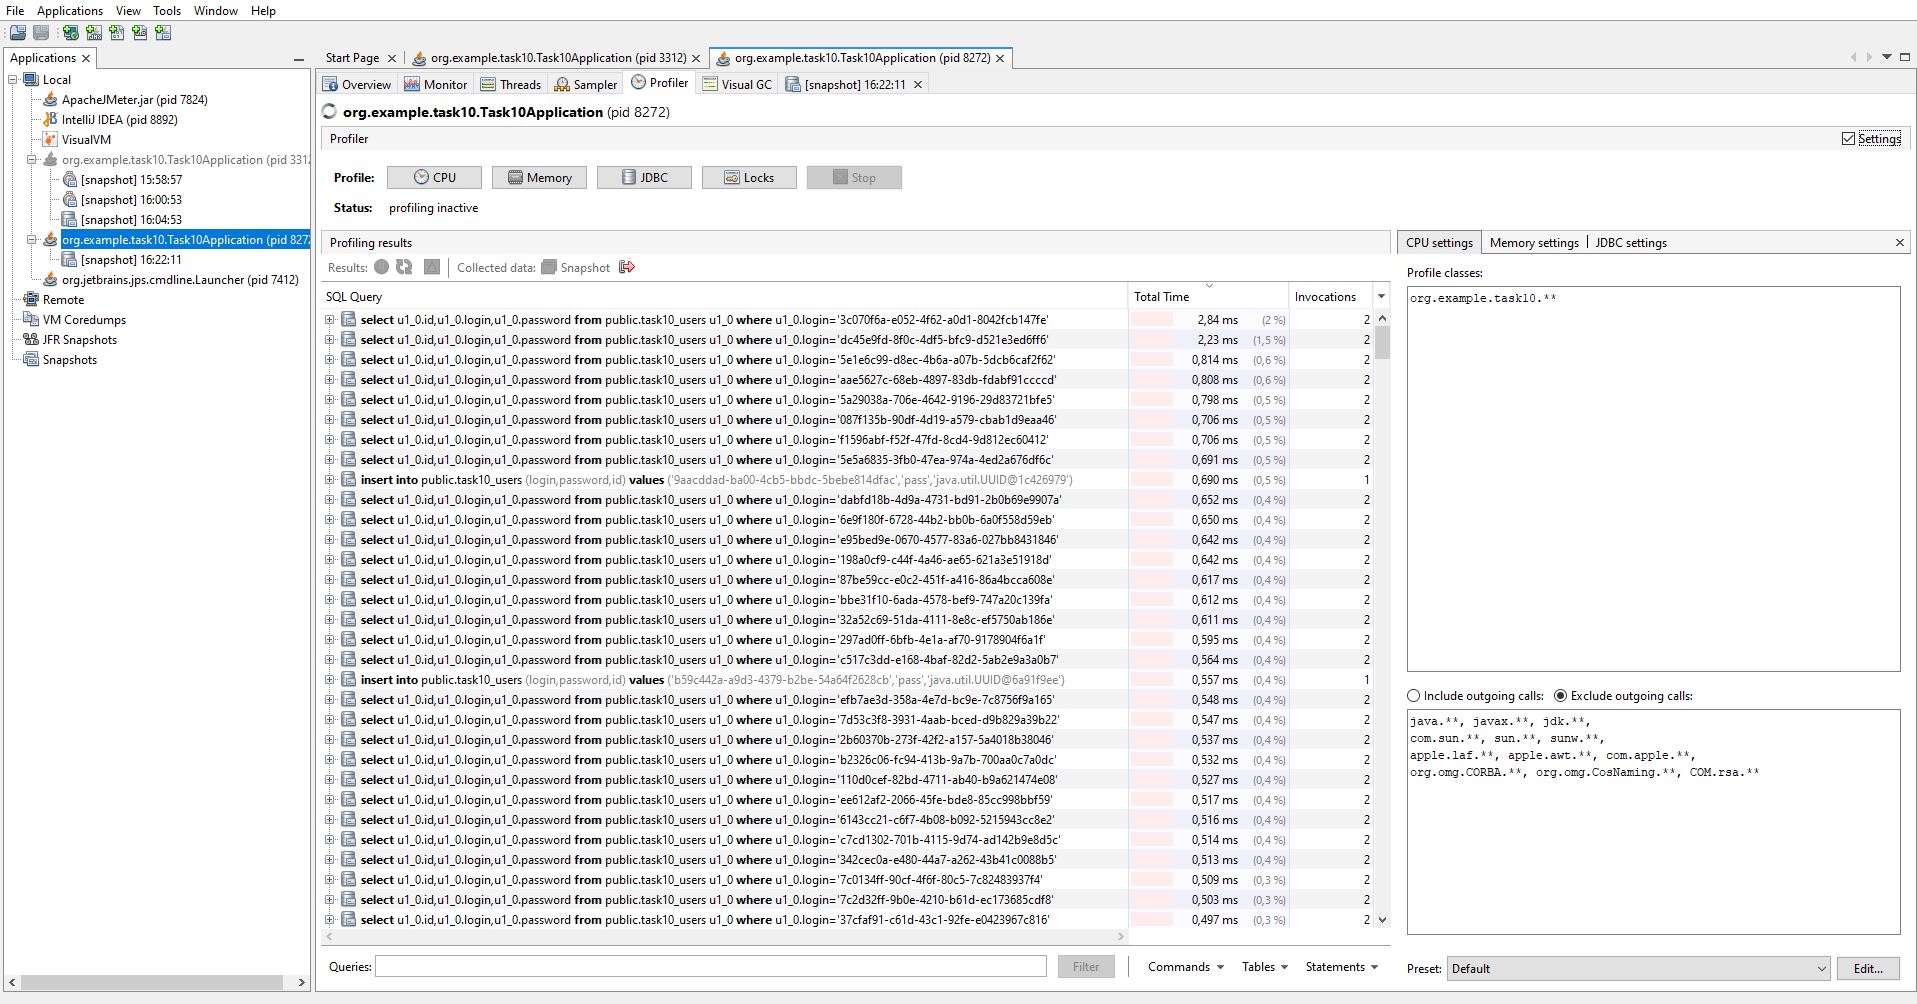 File Applications View Tools Window Help
Applications
Local
ApacheJMeter.jar (pid 7824)
IntelliJ IDEA (pid 8892)
VisualVM
org.example.task10.Task10Application (pid 331
[snapshot] 15:58:57
[snapshot] 16:00:53
[snapshot] 16:04:53
org.example.task10.Task10Application (pid 827
[snapshot] 16:22:11
org.jetbrains.jps.cmdline.Launcher (pid 7412)
Remote
VM Coredumps
JFR Snapshots
Snapshots
Start Page org.example.task10.Task10Application (pid 3312) org.example.task10.Task10Application (pid 8272)
Overview Monitor Threads Sampler Profiler Visual GC [snapshot] 16:22:11
org.example.task10.Task10Application (pid 8272)
Profiler Settings
Profile: CPU Memory JDBC Locks Stop
Status: profiling inactive
Profiling results
Results: Collected data: Snapshot
SQL Query Total Time Invocations
select u1_0.id,u1_0.login,u1_0.password from public.task10_users u1_0 where u1_0.login='3c070f6a-e052-4f62-a0d1-8042fcb147fe' 2,84 ms (2 %) 2
select u1_0.id,u1_0.login,u1_0.password from public.task10_users u1_0 where u1_0.login='dc45e9fd-8f0c-4df5-bfc9-d521e3ed6ff6' 2,23 ms (1,5 %) 2
select u1_0.id,u1_0.login,u1_0.password from public.task10_users u1_0 where u1_0.login='5e1e6c99-d8ec-4b6a-a07b-5dcb6caf2f62' 0,814 ms (0,6 %) 2
select u1_0.id,u1_0.login,u1_0.password from public.task10_users u1_0 where u1_0.login='aae5627c-68eb-4897-83db-fdabf91ccccd' 0,808 ms (0,6 %) 2
select u1_0.id,u1_0.login,u1_0.password from public.task10_users u1_0 where u1_0.login='5a29038a-706e-4642-9196-29d83721bfe5' 0,798 ms (0,5 %) 2
select u1_0.id,u1_0.login,u1_0.password from public.task10_users u1_0 where u1_0.login='087f135b-90df-4d19-a579-cbab1d9eaa46' 0,706 ms (0,5 %) 2
select u1_0.id,u1_0.login,u1_0.password from public.task10_users u1_0 where u1_0.login='f1596abf-f52f-47fd-8cd4-9d812ec60412' 0,706 ms (0,5 %) 2
select u1_0.id,u1_0.login,u1_0.password from public.task10_users u1_0 where u1_0.login='5e5a6835-3fb0-47ea-974a-4ed2a676df6c' 0,691 ms (0,5 %) 2
insert into public.task10_users (login,password,id) values ('9aacddad-ba00-4cb5-bbdc-5bebe814dfac','pass','java.util.UUID@1c426979') 0,690 ms (0,5 %) 1
select u1_0.id,u1_0.login,u1_0.password from public.task10_users u1_0 where u1_0.login='dabfd18b-4d9a-4731-bd91-2b0b69e9907a' 0,652 ms (0,4 %) 2
select u1_0.id,u1_0.login,u1_0.password from public.task10_users u1_0 where u1_0.login='6e9f180f-6728-44b2-bb0b-6a0f558d59eb' 0,650 ms (0,4 %) 2
select u1_0.id,u1_0.login,u1_0.password from public.task10_users u1_0 where u1_0.login='e95bed9e-0670-4577-83a6-027bb8431846' 0,642 ms (0,4 %) 2
select u1_0.id,u1_0.login,u1_0.password from public.task10_users u1_0 where u1_0.login='198a0cf9-c44f-4a46-ae65-621a3e51918d' 0,642 ms (0,4 %) 2
select u1_0.id,u1_0.login,u1_0.password from public.task10_users u1_0 where u1_0.login='87be59cc-e0c2-451f-a416-86a4bcca608e' 0,617 ms (0,4 %) 2
select u1_0.id,u1_0.login,u1_0.password from public.task10_users u1_0 where u1_0.login='bbe31f10-6ada-4578-bef9-747a20c139fa' 0,612 ms (0,4 %) 2
select u1_0.id,u1_0.login,u1_0.password from public.task10_users u1_0 where u1_0.login='32a52c69-51da-4111-8e8c-ef5750ab186e' 0,611 ms (0,4 %) 2
select u1_0.id,u1_0.login,u1_0.password from public.task10_users u1_0 where u1_0.login='297ad0ff-6bfb-4e1a-af70-9178904f6a1f' 0,595 ms (0,4 %) 2
select u1_0.id,u1_0.login,u1_0.password from public.task10_users u1_0 where u1_0.login='c517c3dd-e168-4baf-82d2-5ab2e9a3a0b7' 0,564 ms (0,4 %) 2
insert into public.task10_users (login,password,id) values ('b59c442a-a9d3-4379-b2be-54a64f2628cb','pass','java.util.UUID@6a91f9ee') 0,557 ms (0,4 %) 1
select u1_0.id,u1_0.login,u1_0.password from public.task10_users u1_0 where u1_0.login='efb7ae3d-358a-4e7d-bc9e-7c8756f9a165' 0,548 ms (0,4 %) 2
select u1_0.id,u1_0.login,u1_0.password from public.task10_users u1_0 where u1_0.login='7d53c3f8-3931-4aab-bced-d9b829a39b22' 0,547 ms (0,4 %) 2
select u1_0.id,u1_0.login,u1_0.password from public.task10_users u1_0 where u1_0.login='2b60370b-273f-42f2-a157-5a4018b38046' 0,537 ms (0,4 %) 2
select u1_0.id,u1_0.login,u1_0.password from public.task10_users u1_0 where u1_0.login='b2326c06-fc94-413b-9a7b-700aa0c7a0dc' 0,532 ms (0,4 %) 2
select u1_0.id,u1_0.login,u1_0.password from public.task10_users u1_0 where u1_0.login='110d0cef-82bd-4711-ab40-b9a621474e08' 0,527 ms (0,4 %) 2
select u1_0.id,u1_0.login,u1_0.password from public.task10_users u1_0 where u1_0.login='ee612af2-2066-45fe-bde8-85cc998bbf59' 0,517 ms (0,4 %) 2
select u1_0.id,u1_0.login,u1_0.password from public.task10_users u1_0 where u1_0.login='6143cc21-c6f7-4b08-b092-5215943cc8e2' 0,516 ms (0,4 %) 2
select u1_0.id,u1_0.login,u1_0.password from public.task10_users u1_0 where u1_0.login='c7cd1302-701b-4115-9d74-ad142b9e8d5c' 0,514 ms (0,4 %) 2
select u1_0.id,u1_0.login,u1_0.password from public.task10_users u1_0 where u1_0.login='342cec0a-e480-44a7-a262-43b41c0088b5' 0,513 ms (0,4 %) 2
select u1_0.id,u1_0.login,u1_0.password from public.task10_users u1_0 where u1_0.login='7c0134ff-90cf-4f6f-80c5-7c82483937f4' 0,509 ms (0,3 %) 2
select u1_0.id,u1_0.login,u1_0.password from public.task10_users u1_0 where u1_0.login='7c2d32ff-9b0e-4210-b61d-ec173685cdf8' 0,503 ms (0,3 %) 2
select u1_0.id,u1_0.login,u1_0.password from public.task10_users u1_0 where u1_0.login='37cfaf91-c61d-43c1-92fe-e0423967c816' 0,497 ms (0,3 %) 2
Queries: Filter Commands Tables Statements
CPU settings Memory settings JDBC settings
Profile classes:
org.example.task10.**
Include outgoing calls: Exclude outgoing calls:
java.**, javax.**, jdk.**,
com.sun.**, sun.**, sunw.**,
apple.laf.**, apple.awt.**, com.apple.**,
org.omg.CORBA.**, org.omg.CosNaming.**, COM.rsa.**
Preset: Default Edit...